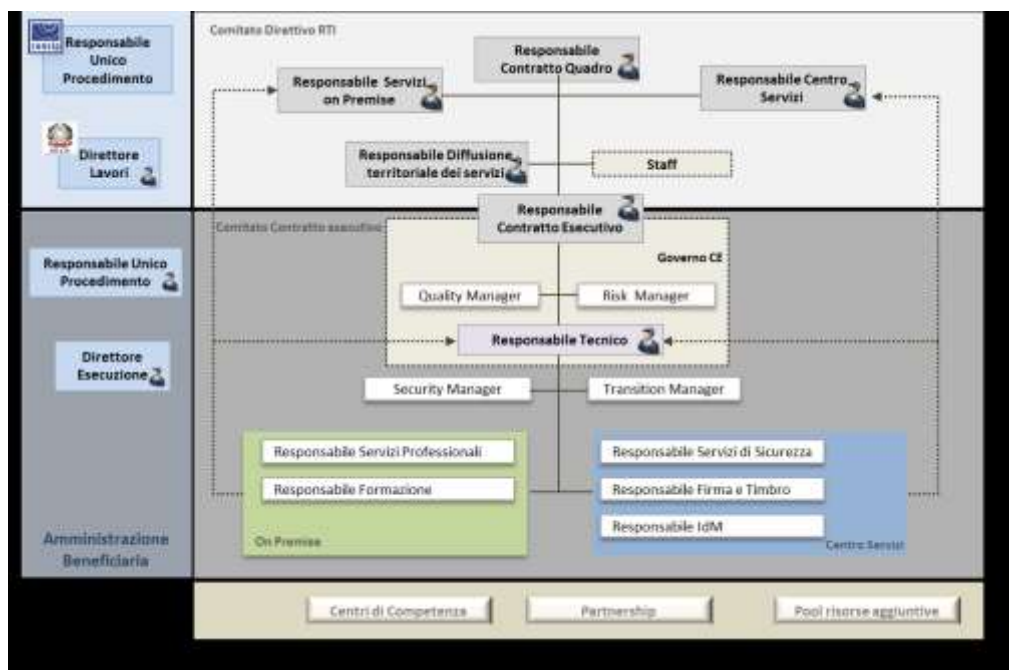 Comitato Direttivo RTI
Responsabile
Unico
Procedimento
Responsabile
Contratto Quadro
Responsabile Servizi
on Premise
Responsabile Centro
Servizi
Direttore
Lavori
Responsabile Diffusione
territoriale dei servizi
Staff
Responsabile
Contratto Esecutivo
Comitato Contratto esecutivo
Governo CE
Responsabile Unico
Procedimento
Quality Manager
Risk Manager
Responsabile Tecnico
Direttore
Esecuzione
Security Manager
Transition Manager
Responsabile Servizi Professionali
Responsabile Formazione
On Premise
Responsabile Servizi di Sicurezza
Responsabile Firma e Timbro
Responsabile IdM
Centro Servizi
Amministrazione
Beneficiaria
Centri di Competenza
Partnership
Pool risorse aggiuntive